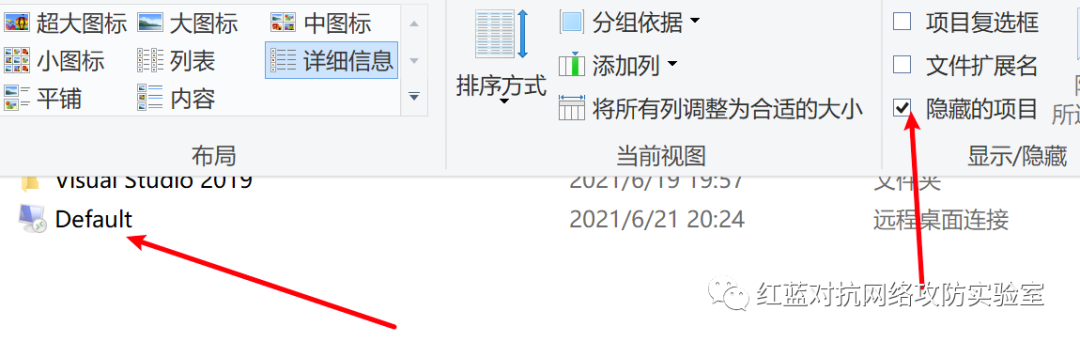 超大图标 大图标 中图标 分组依据 项目复选框
小图标 列表 详细信息 添加列 文件扩展名
平铺 内容 排序方式 将所有列调整为合适的大小 隐藏的项目
布局 当前视图 显示/隐藏
Visual Studio 2019 2021/6/19 19:57 文件夹
Default 2021/6/21 20:24 远程桌面连接
红蓝对抗网络攻防实验室